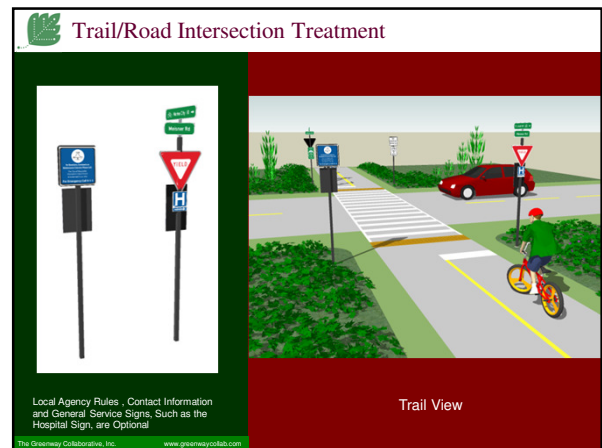 Trail/Road Intersection Treatment
YIELD
H
Local Agency Rules , Contact Information
and General Service Signs, Such as the
Hospital Sign, are Optional
Trail View
The Greenway Collaborative, Inc.
www.greenwaycollab.com